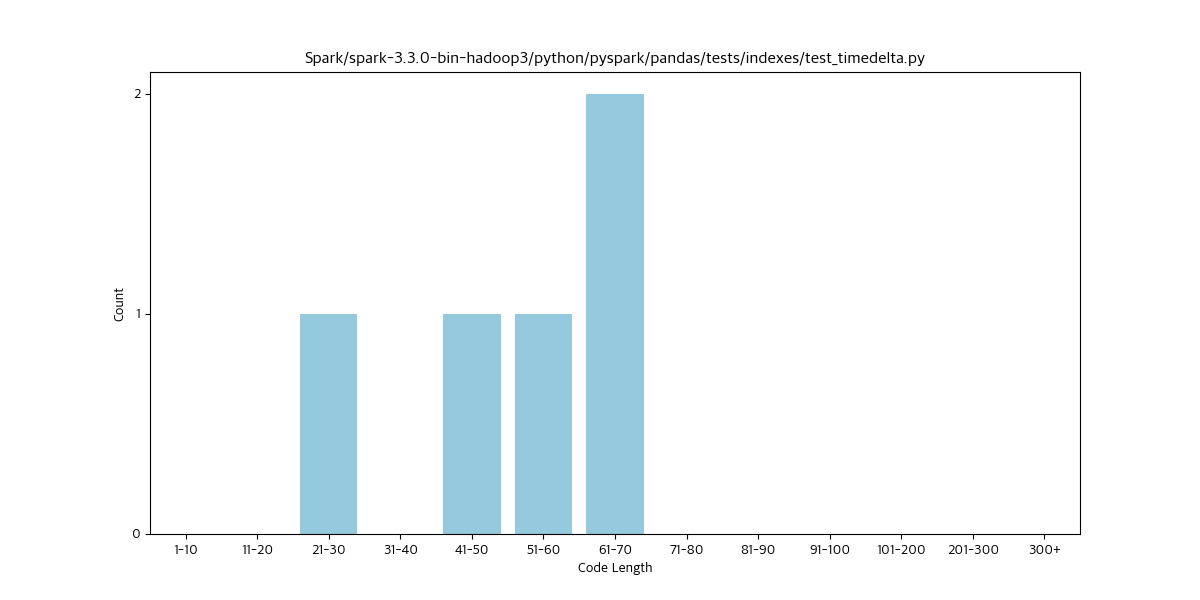 Spark/spark-3.3.0-bin-hadoop3/python/pyspark/pandas/tests/indexes/test_timedelta.py
2
1
0
Count
1-10 11-20 21-30 31-40 41-50 51-60 61-70 71-80 81-90 91-100 101-200 201-300 300+
Code Length